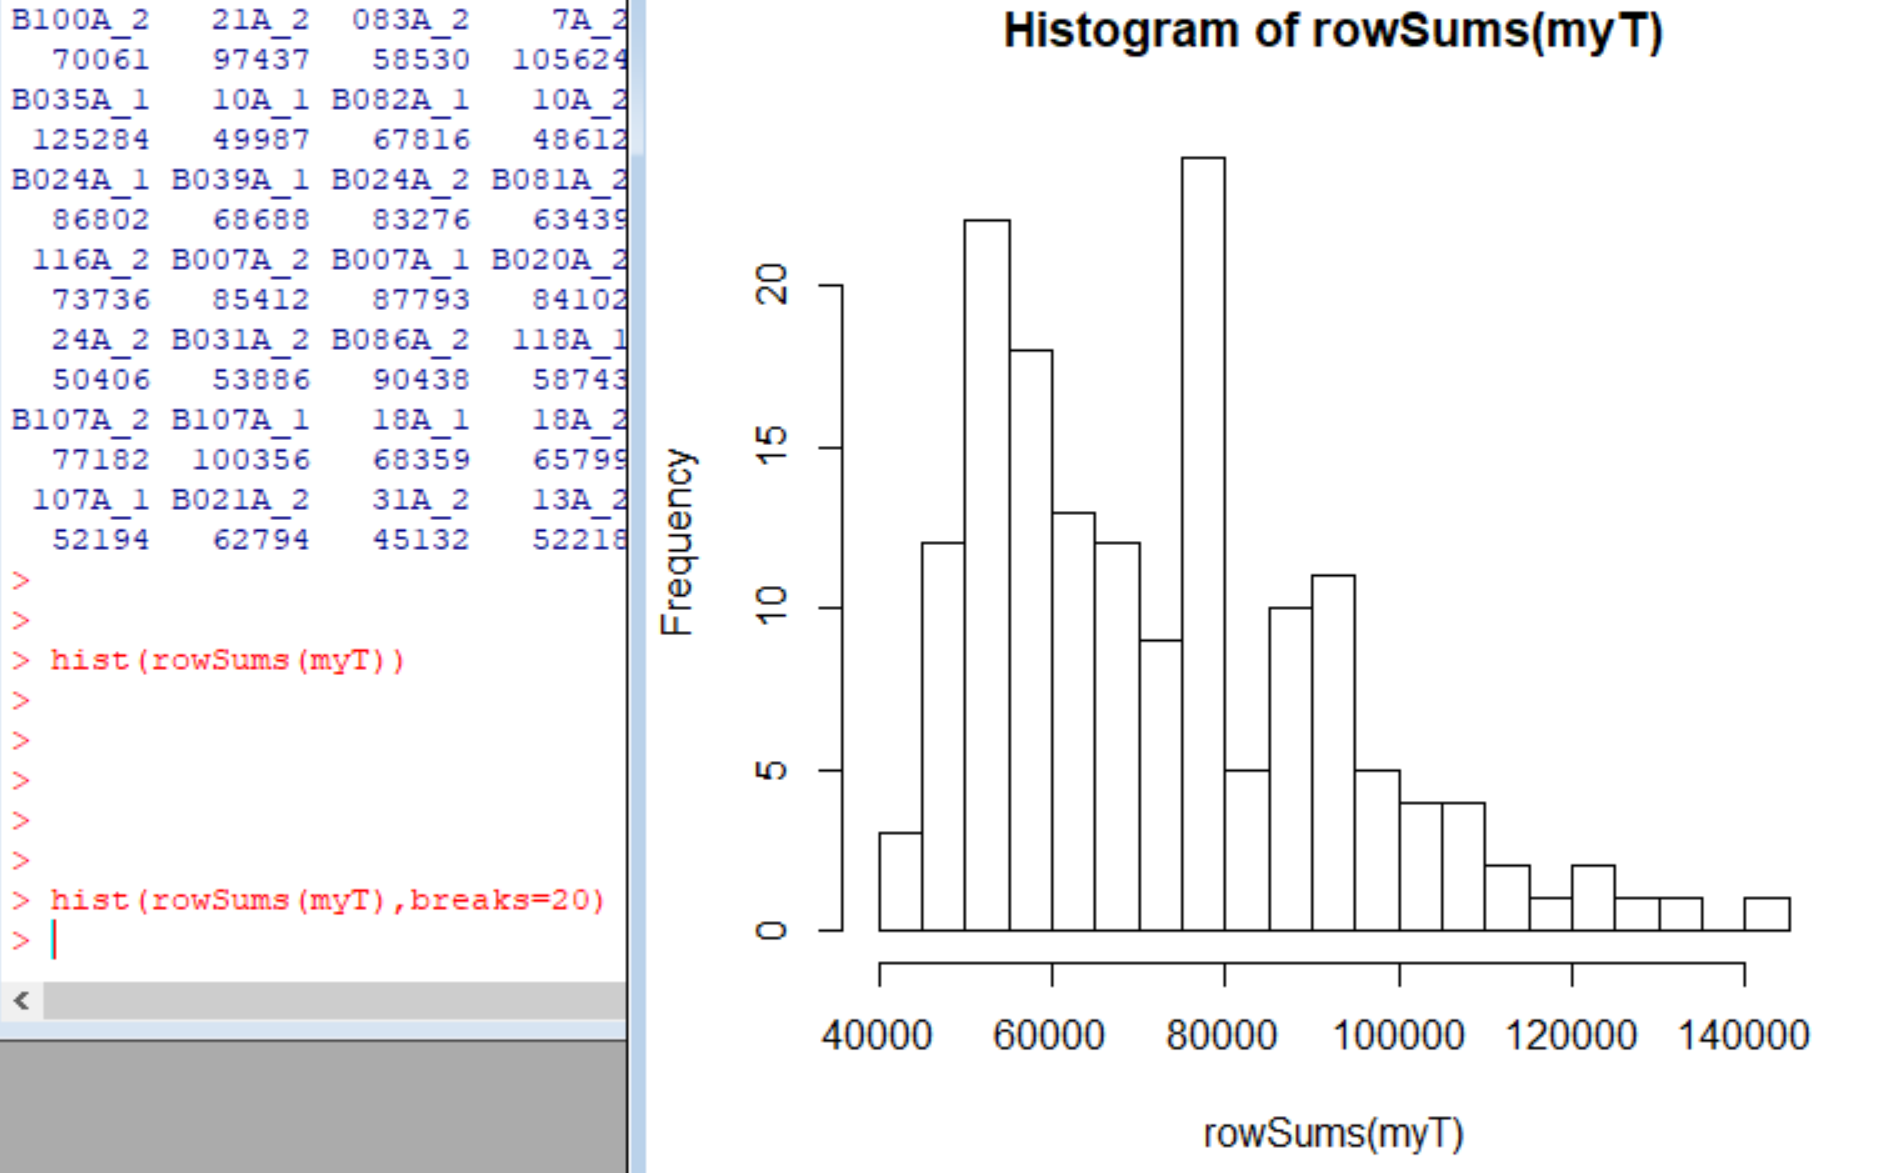 B100A_2 21A_2 083A_2 7A_2
70061 97437 58530 105624
B035A_1 10A_1 B082A_1 10A_2
125284 49987 67816 48612
B024A_1 B039A_1 B024A_2 B081A_2
86802 68688 83276 63439
116A_2 B007A_2 B007A_1 B020A_2
73736 85412 87793 84102
24A_2 B031A_2 B086A_2 118A_1
50406 53886 90438 58743
B107A_2 B107A_1 18A_1 18A_2
77182 100356 68359 65799
107A_1 B021A_2 31A_2 13A_2
52194 62794 45132 52218
>
>
> hist(rowSums(myT))
>
>
>
>
>
> hist(rowSums(myT),breaks=20)
>
Histogram of rowSums(myT)
Frequency
20
15
10
5
0
40000 60000 80000 100000 120000 140000
rowSums(myT)